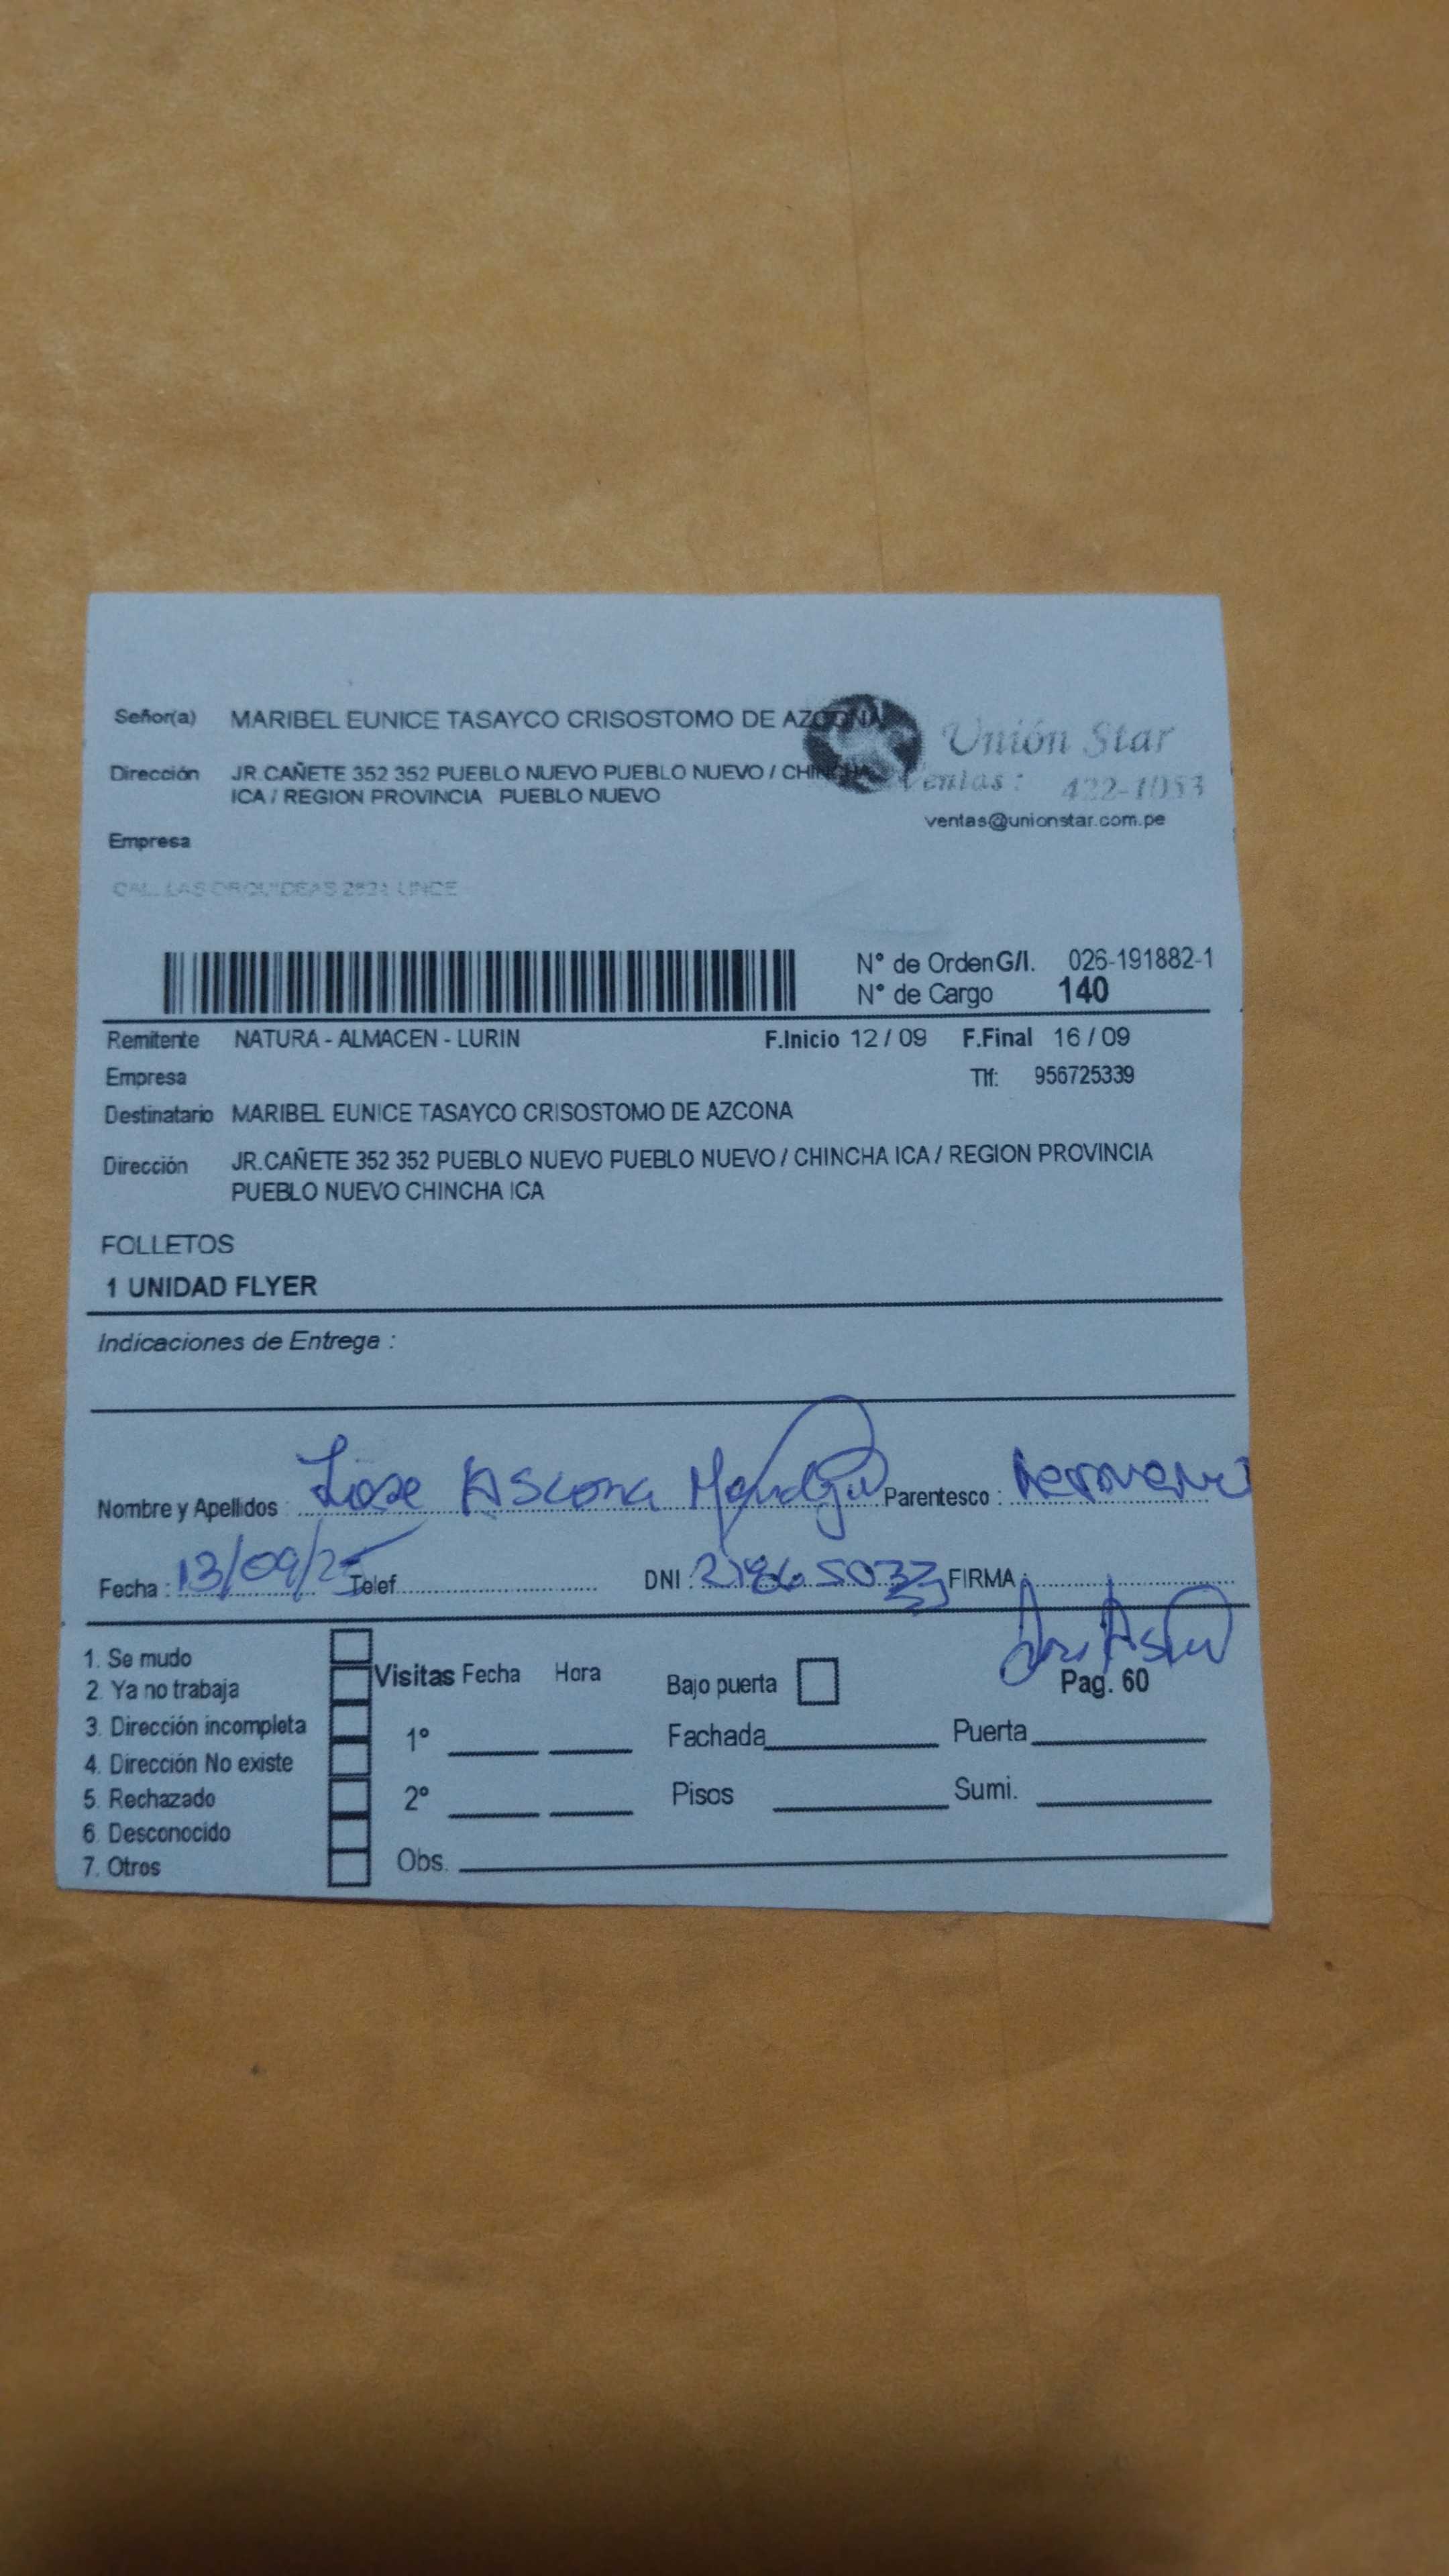 Señor(a) MARIBEL EUNICE TASAYCO CRISOSTOMO DE AZCONA
Unión Star
Dirección JR.CAÑETE 352 352 PUEBLO NUEVO PUEBLO NUEVO / CHINCHA
ICA / REGION PROVINCIA PUEBLO NUEVO
Ventas: 422-1053
ventas@unionstar.com.pe
Empresa
CAL. LAS ORQUIDEAS LINCE
N° de Orden G/I. 026-191882-1
N° de Cargo 140
Remitente NATURA - ALMACEN - LURIN F.Inicio 12 / 09 F.Final 16 / 09
Empresa Tlf: 956725339
Destinatario MARIBEL EUNICE TASAYCO CRISOSTOMO DE AZCONA
Dirección JR.CAÑETE 352 352 PUEBLO NUEVO PUEBLO NUEVO / CHINCHA ICA / REGION PROVINCIA
PUEBLO NUEVO CHINCHA ICA
FOLLETOS
1 UNIDAD FLYER
Indicaciones de Entrega :
Nombre y Apellidos : Jose Ascona Parentesco :
Fecha : 13/09/25 Telef. DNI : FIRMA :
Pag. 60
1. Se mudo
2. Ya no trabaja
3. Dirección incompleta
4. Dirección No existe
5. Rechazado
6. Desconocido
7. Otros
Visitas Fecha Hora
1°
2°
Obs.
Bajo puerta
Fachada Puerta
Pisos Sumi.